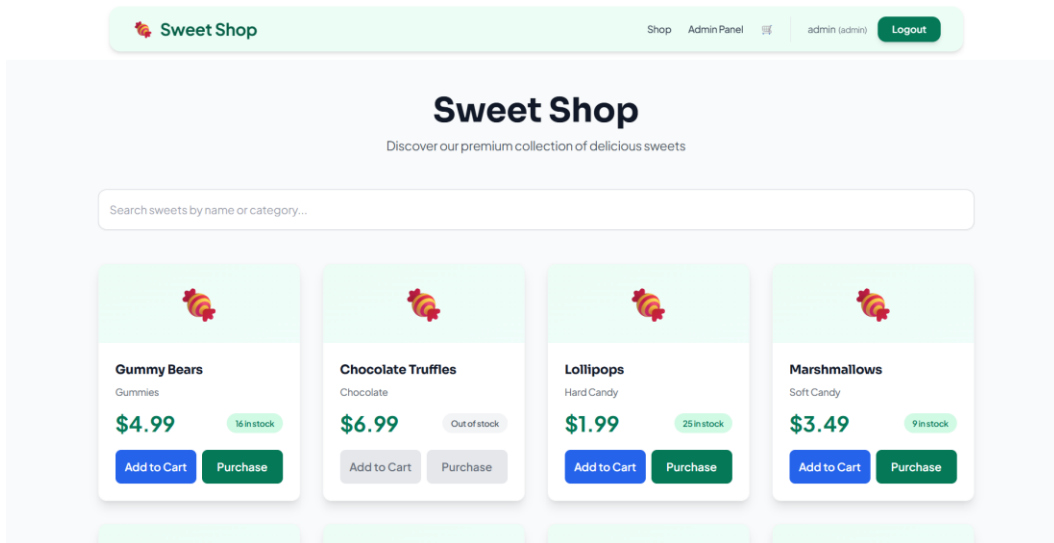 Sweet Shop
Shop
Admin Panel
admin (admin)
Logout
Sweet Shop
Discover our premium collection of delicious sweets
Search sweets by name or category...
Gummy Bears
Gummies
$4.99
16 in stock
Add to Cart
Purchase
Chocolate Truffles
Chocolate
$6.99
Out of stock
Add to Cart
Purchase
Lollipops
Hard Candy
$1.99
25 in stock
Add to Cart
Purchase
Marshmallows
Soft Candy
$3.49
9 in stock
Add to Cart
Purchase